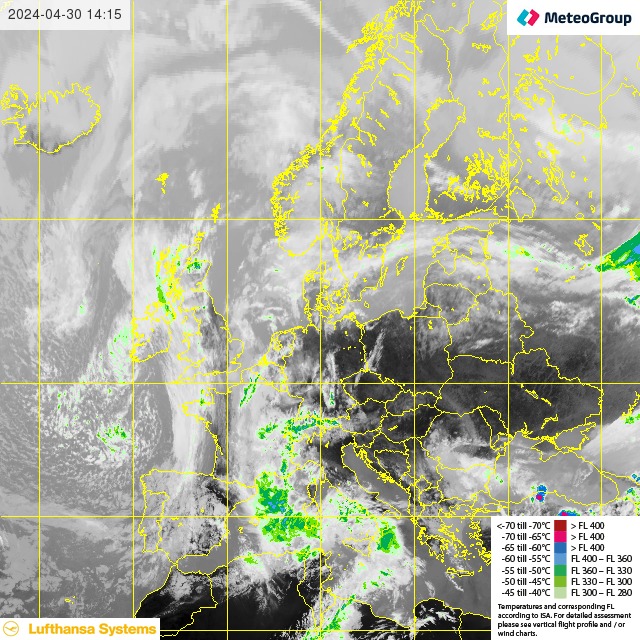 2024-04-30 14:15
MeteoGroup
<-70 till -70°C > FL 400
-70 till -65°C > FL 400
-65 till -60°C > FL 400
-60 till -55°C FL 400 – FL 360
-55 till -50°C FL 360 – FL 330
-50 till -45°C FL 330 – FL 300
-45 till -40°C FL 300 – FL 280
Temperatures and corresponding FL
according to ISA. For detailed assessment
please see vertical flight profile and / or
wind charts.
Lufthansa Systems